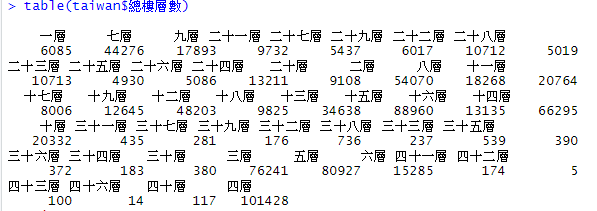 > table(taiwan$總樓層數)
一層 七層 九層 二十一層 二十七層 二十九層 二十二層 二十八層
6085 44276 17893 9732 5437 6017 10712 5019
二十三層 二十五層 二十六層 二十四層 二十層 二層 八層 十一層
10713 4930 5086 13211 9108 54070 18268 20764
十七層 十九層 十二層 十八層 十三層 十五層 十六層 十四層
8006 12645 48203 9825 34638 88960 13135 66295
十層 三十一層 三十七層 三十九層 三十二層 三十八層 三十三層 三十五層
20332 435 281 176 736 237 539 390
三十六層 三十四層 三十層 三層 五層 六層 四十一層 四十二層
372 183 380 76241 80927 15285 174 5
四十三層 四十六層 四十層 四層
100 14 117 101428